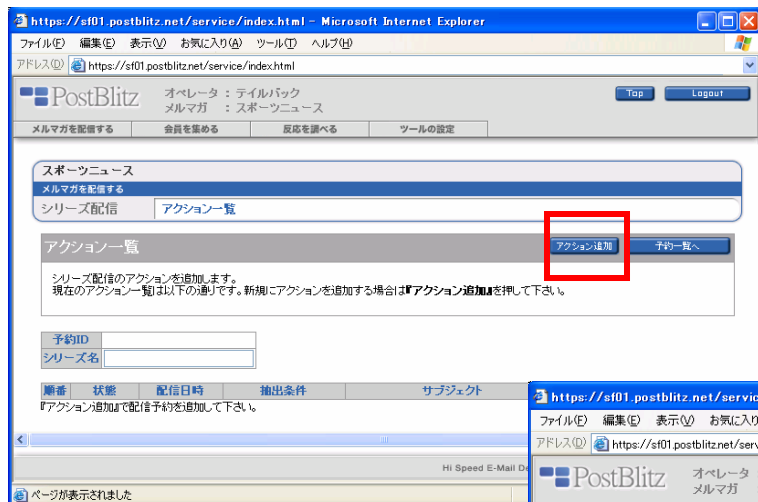 https://sf01.postblitz.net/service/index.html - Microsoft Internet Explorer
ファイル(F) 編集(E) 表示(V) お気に入り(A) ツール(T) ヘルプ(H)
アドレス(D) https://sf01.postblitz.net/service/index.html
PostBlitz
オペレータ : テイルバック
メルマガ : スポーツニュース
Top Logout
メルマガを配信する 会員を集める 反応を調べる ツールの設定
スポーツニュース
メルマガを配信する
シリーズ配信 アクション一覧
アクション一覧 アクション追加 予約一覧へ
シリーズ配信のアクションを追加します。
現在のアクション一覧は以下の通りです。新規にアクションを追加する場合は『アクション追加』を押して下さい。
予約ID
シリーズ名
順番 状態 配信日時 抽出条件 サブジェクト
『アクション追加』で配信予約を追加して下さい。
Hi Speed E-Mail De
ページが表示されました
https://sf01.postblitz.net/servic
ファイル(F) 編集(E) 表示(V) お気に入り
アドレス(D) https://sf01.postblitz.net/serv
PostBlitz
オペレータ
メルマガ